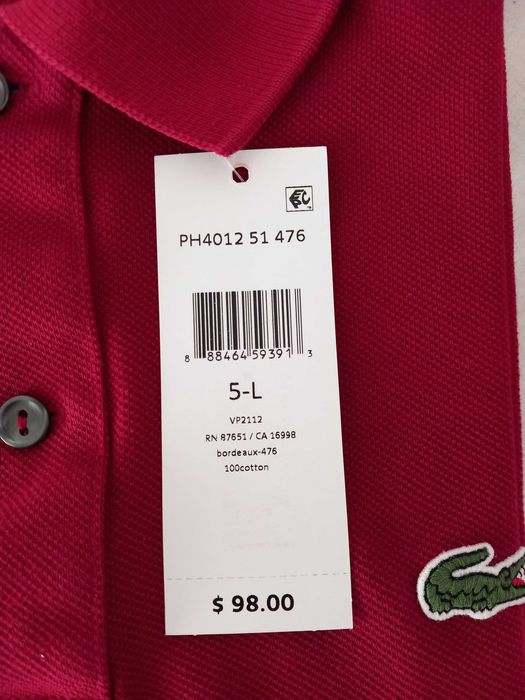 PH4012 51 476
8 88464 59391 3
5-L
VP2112
RN 87651 / CA 16998
bordeaux-476
100cotton
$ 98.00